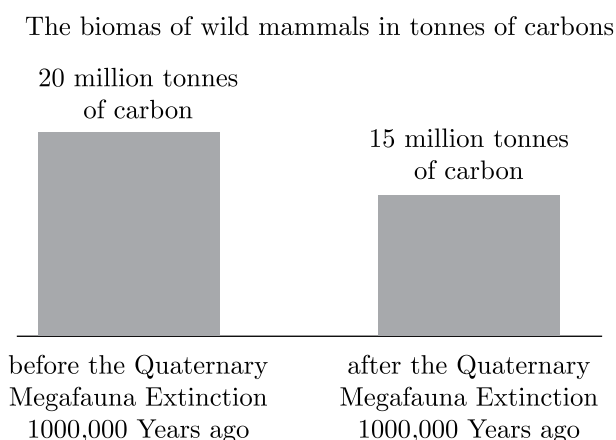 The biomas of wild mammals in tonnes of carbons
20 million tonnes
of carbon
15 million tonnes
of carbon
before the Quaternary
Megafauna Extinction
1000,000 Years ago
after the Quaternary
Megafauna Extinction
1000,000 Years ago